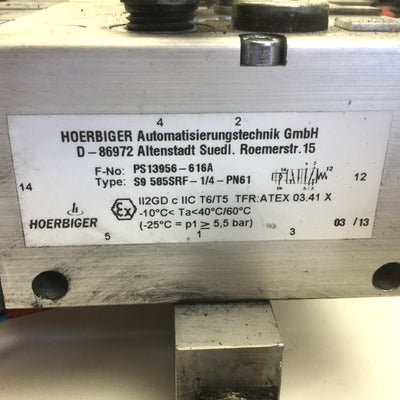 4 2
HOERBIGER Automatisierungstechnik GmbH
D-86972 Altenstadt Suedl. Roemerstr.15
F-No: PS13956-616A
Type: S9 585SRF-1/4-PN61
14
12
HOERBIGER
Ex II2GD c IIC T6/T5 TFR:ATEX 03.41 X
-10°C< Ta<40°C/60°C
(-25°C = p1 ≥ 5,5 bar)
03 /13
5 1 3